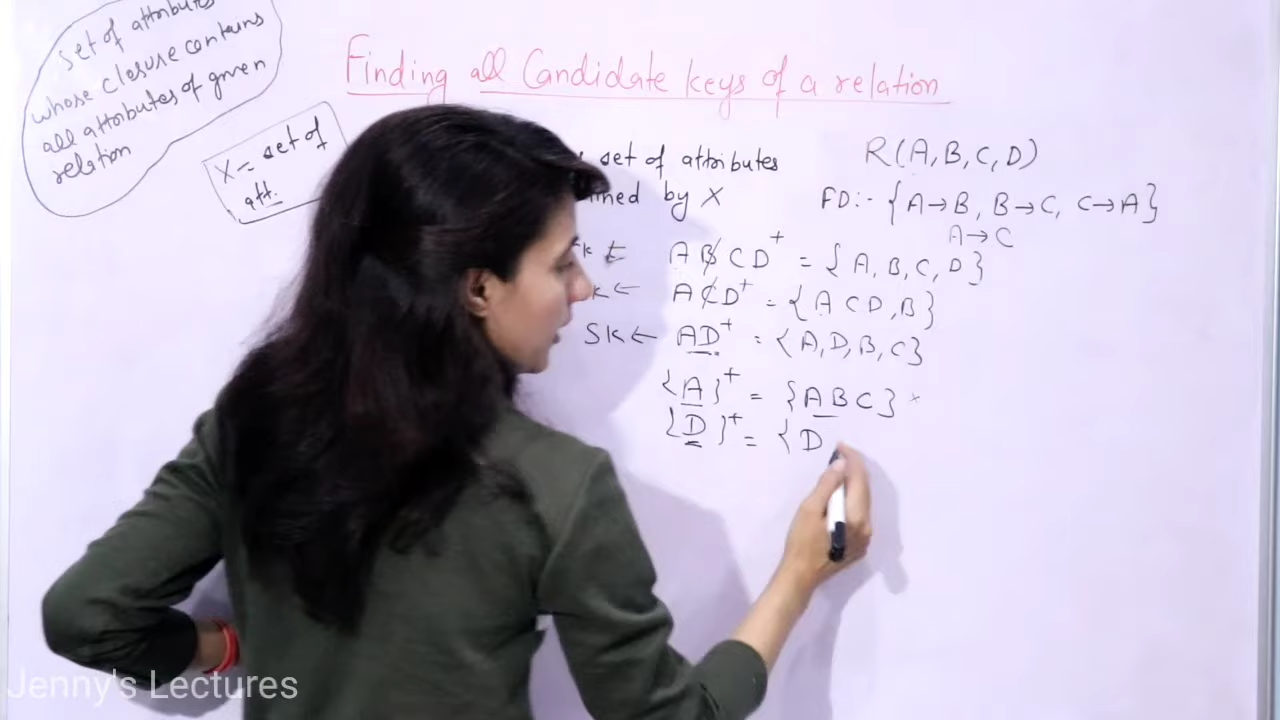 Set of attributes
whose closure contains
all attributes of given
relation
X = set of
att.
Finding all Candidate keys of a relation
set of attributes
by X
R(A,B,C,D)
FD:- {A→B, B→C, C→A}
A→C
ABCD⁺ = {A,B,C,D}
ACD⁺ = {ACD,B}
SK← AD⁺ = {A,D,B,C}
{A}⁺ = {ABC} ×
{D}⁺ = {D
Jenny's Lectures